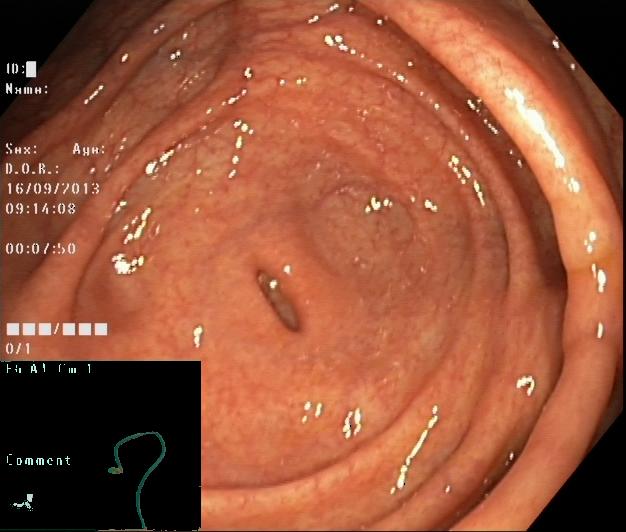 ID:
Name:
Sex: Age:
D.O.R.:
16/09/2013
09:14:08
00:07:50
/
0/1
Comment